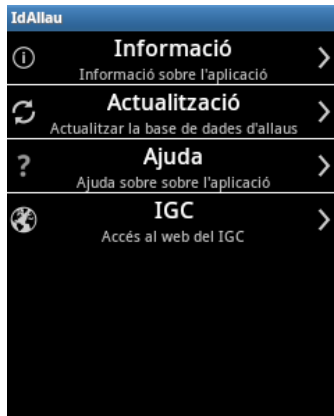 IdAllau
Informació
Informació sobre l'aplicació
Actualització
Actualitzar la base de dades d'allaus
Ajuda
Ajuda sobre sobre l'aplicació
IGC
Accés al web del IGC